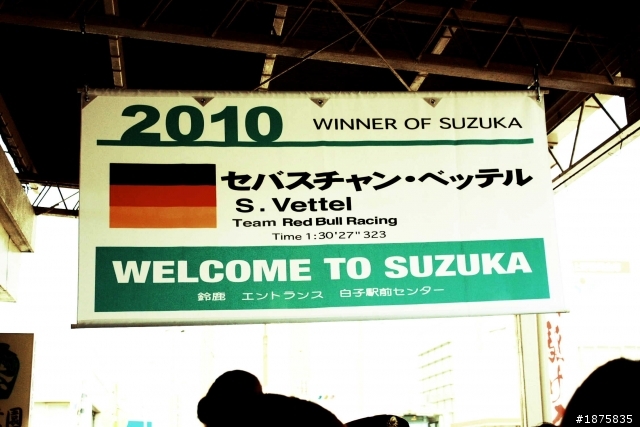 2010 WINNER OF SUZUKA
セバスチャン・ベッテル
S. Vettel
Team Red Bull Racing
Time 1:30'27"323
WELCOME TO SUZUKA
鈴鹿 エントランス 白子駅前センター
#1875835